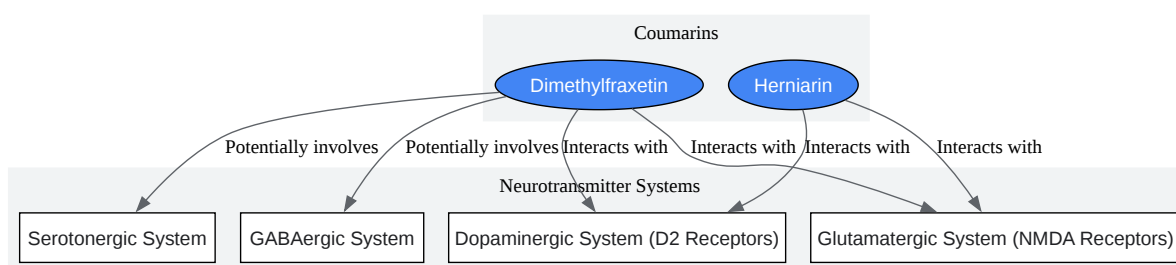 Coumarins
Dimethylfraxetin
Herniarin
Potentially involves
Potentially involves
Interacts with
Interacts with
Interacts with
Interacts with
Neurotransmitter Systems
Serotonergic System
GABAergic System
Dopaminergic System (D2 Receptors)
Glutamatergic System (NMDA Receptors)